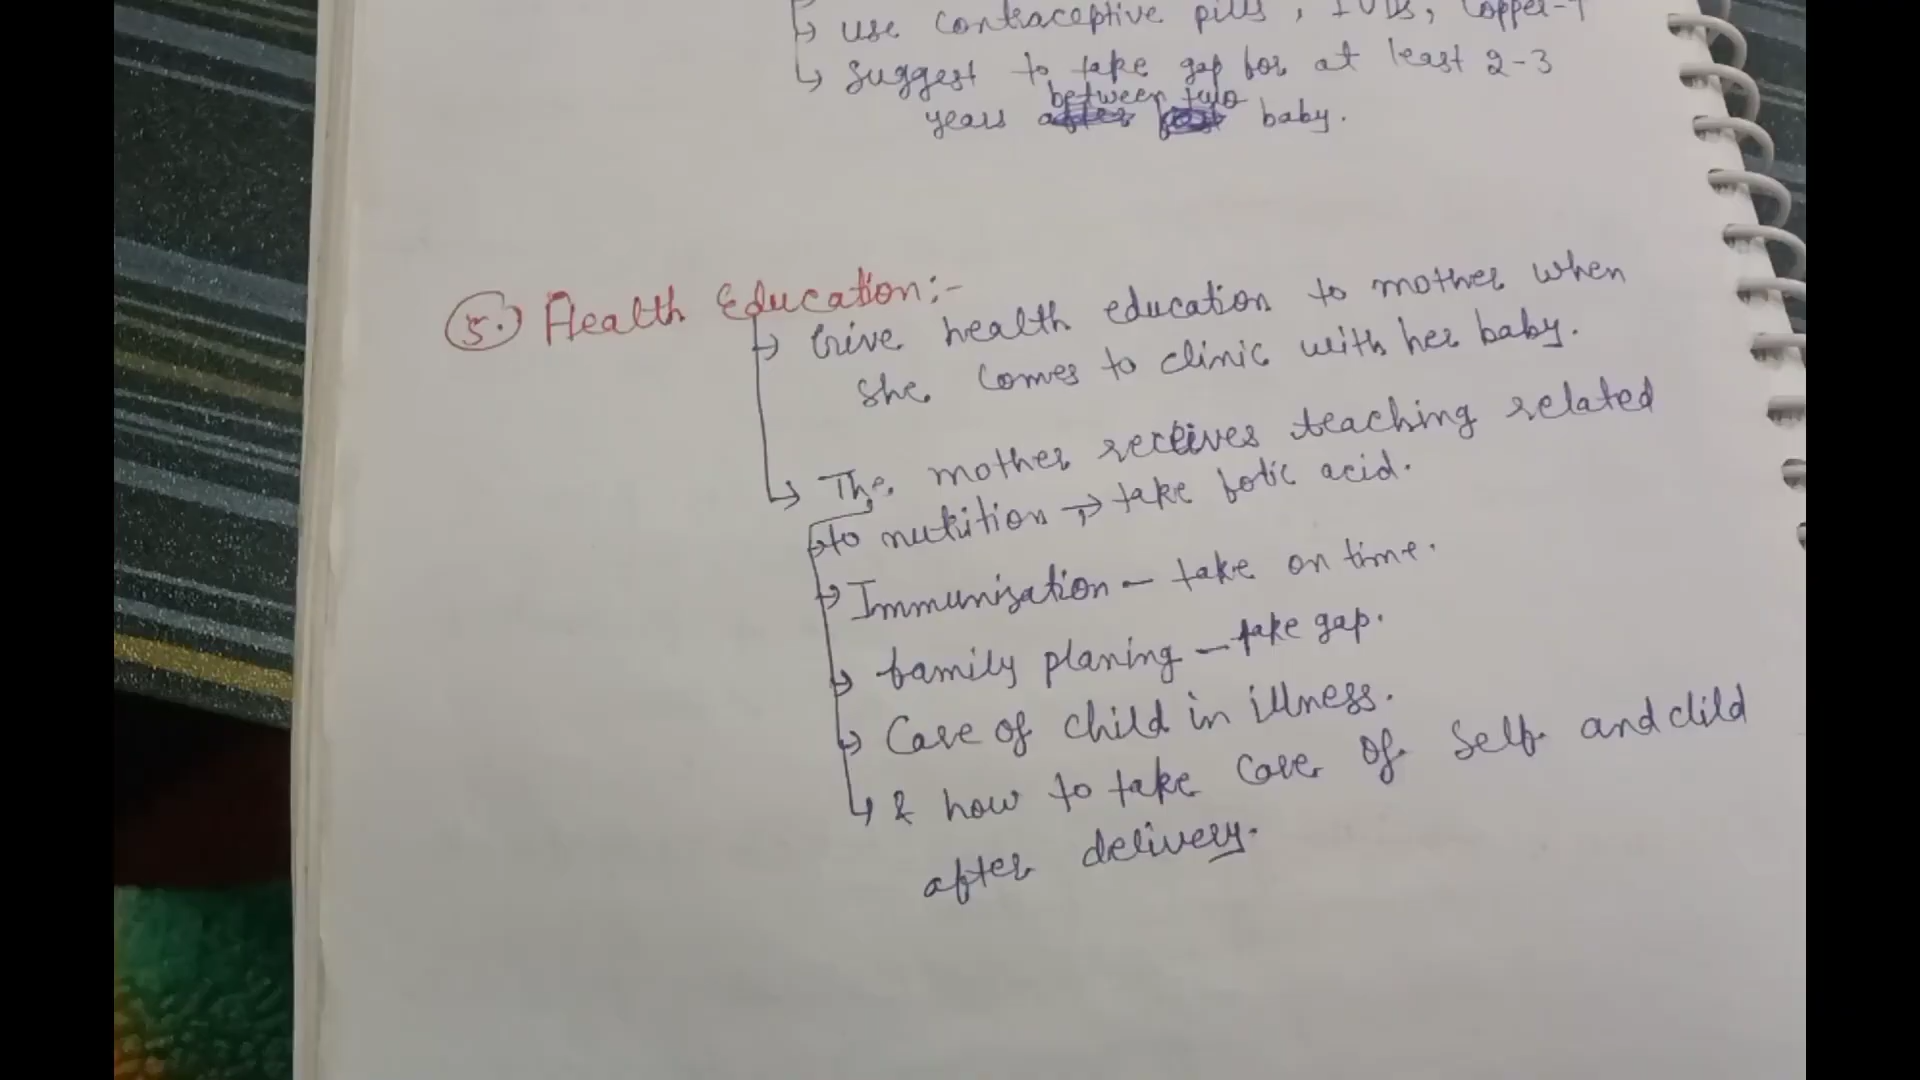 ↳ use contraceptive pills, IUDs, Copper-T
↳ suggest to take gap for at least 2-3
between two
years baby.
5. Health Education:-
↳ Give health education to mother when
she comes to clinic with her baby.
↳ The mother receives teaching related
↳ to nutrition → take folic acid.
↳ Immunization - take on time.
↳ family planing - take gap.
↳ Care of child in illness.
↳ & how to take care of self and clild
after delivery.